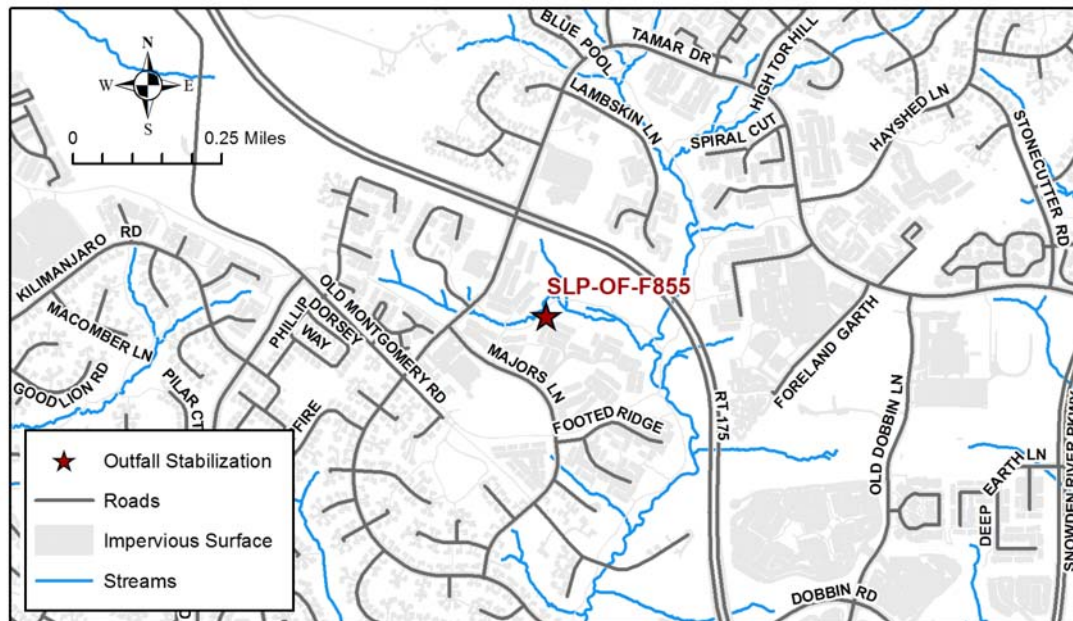 BLUE POOL
TAMAR DR
HIGH TOR HILL
N
W E
S
0 0.25 Miles
LAMBSKIN LN
SPIRAL CUT
HAYSHED LN
STONECUTTER RD
KILIMANJARO RD
MACOMBER LN
GOOD LION RD
PILAR CT
PHILLIP
DORSEY
WAY
OLD MONTGOMERY RD
FIRE
SLP-OF-F855
MAJORS LN
FOOTED RIDGE
RT 175
FORELAND GARTH
OLD DOBBIN LN
DEEP EARTH LN
SNOWDEN RIVER PKWY
DOBBIN RD
Outfall Stabilization
Roads
Impervious Surface
Streams
D